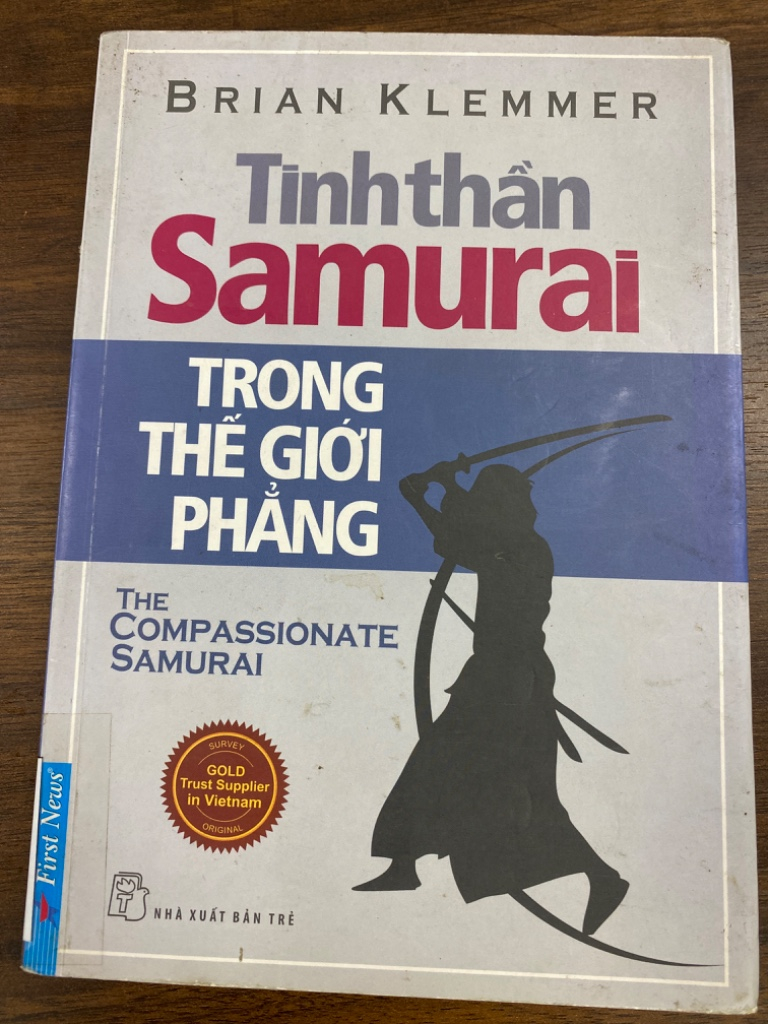 BRIAN KLEMMER
Tinh thần
Samurai
TRONG
THẾ GIỚI
PHẲNG
THE
COMPASSIONATE
SAMURAI
SURVEY
GOLD
Trust Supplier
in Vietnam
ORIGINAL
First News®
NHÀ XUẤT BẢN TRẺ